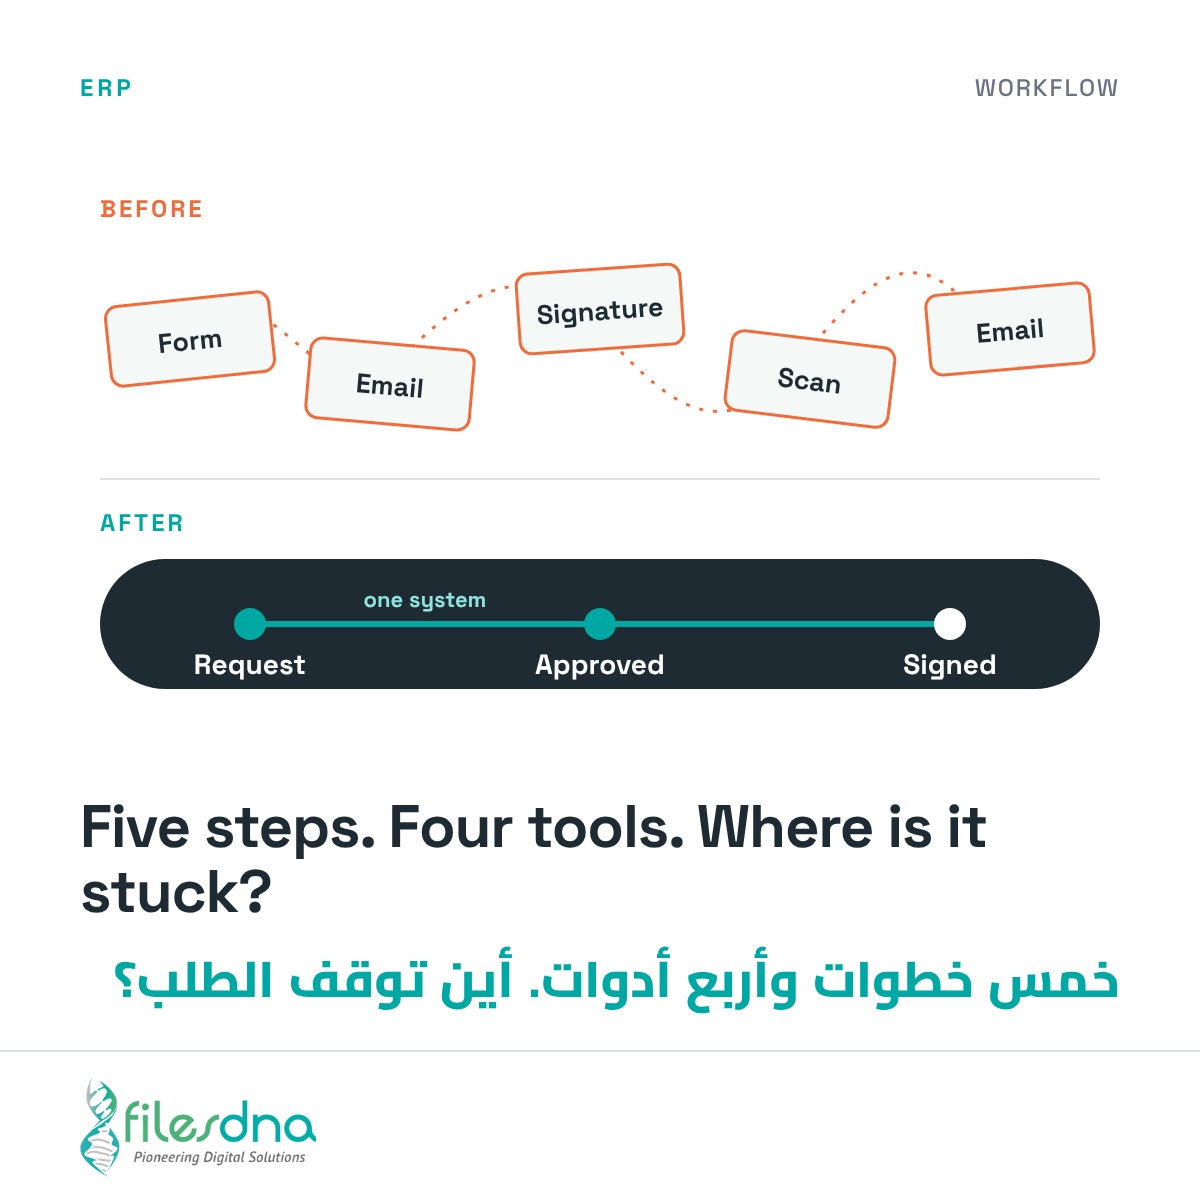 ERP
WORKFLOW
BEFORE
Form
Email
Signature
Scan
Email
AFTER
one system
Request
Approved
Signed
Five steps. Four tools. Where is it
stuck?
خمس خطوات وأربع أدوات. أين توقف الطلب؟
filesdna
Pioneering Digital Solutions